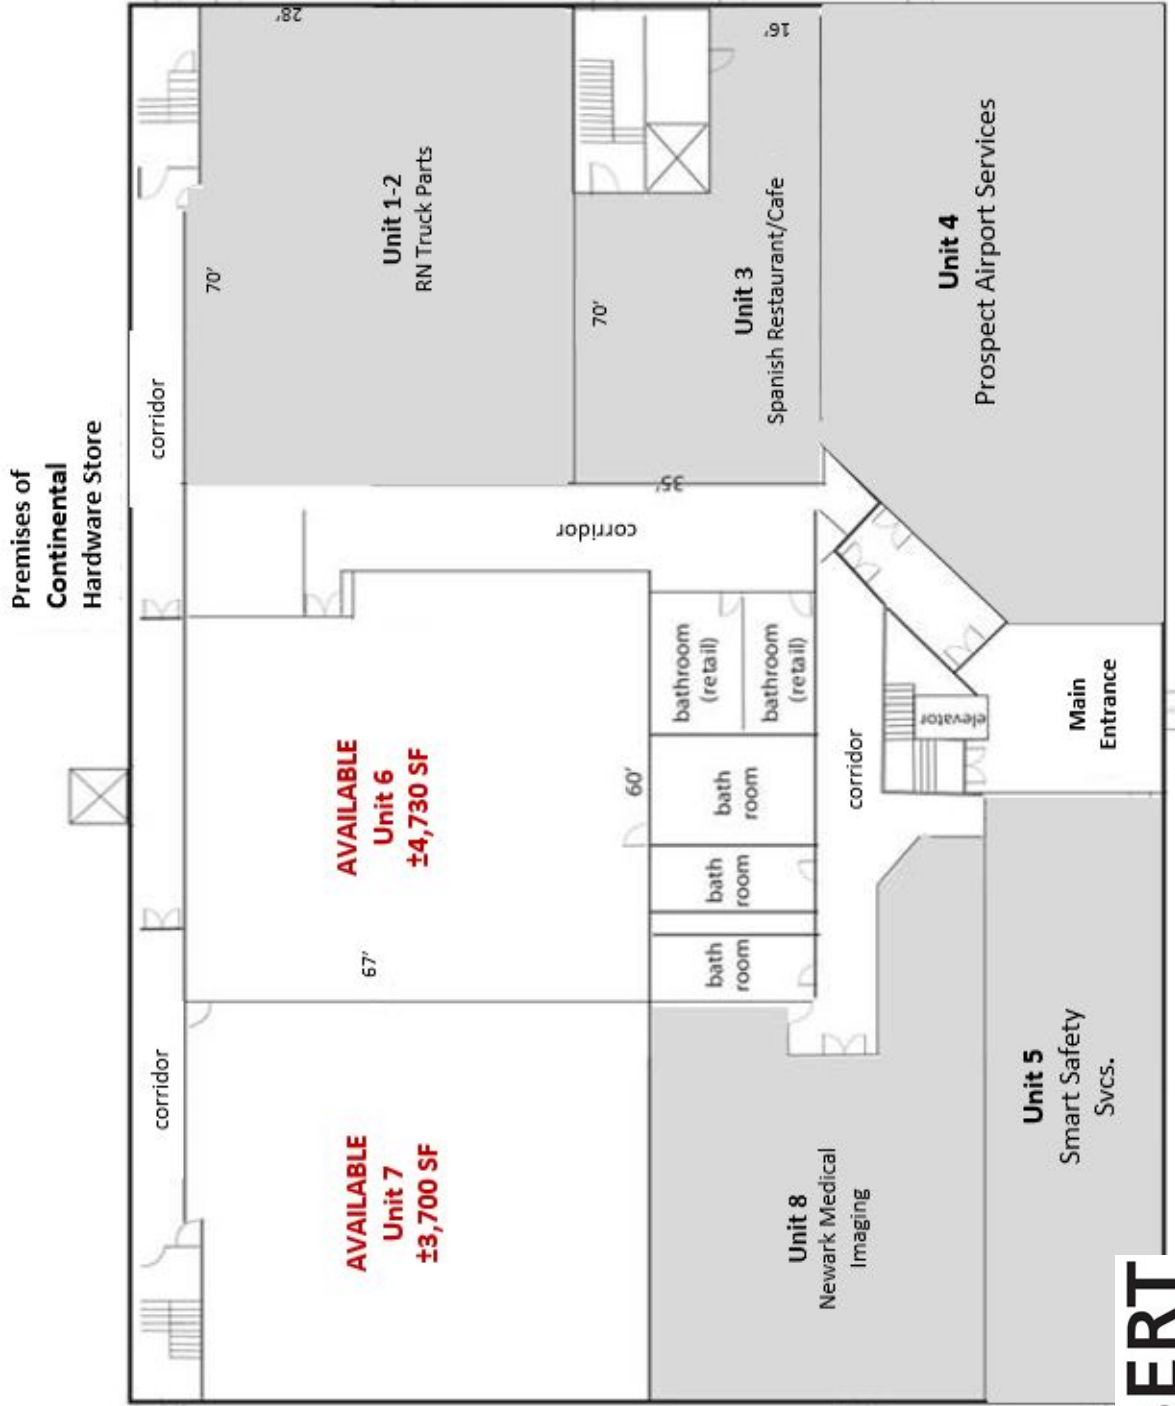 Premises of
Continental
Hardware Store
corridor
28'
70'
Unit 1-2
RN Truck Parts
16'
70'
Unit 3
Spanish Restaurant/Cafe
Unit 4
Prospect Airport Services
35'
corridor
AVAILABLE
Unit 6
±4,730 SF
67'
60'
bathroom
(retail)
bathroom
(retail)
bath
room
bath
room
bath
room
corridor
elevator
Main
Entrance
corridor
AVAILABLE
Unit 7
±3,700 SF
Unit 8
Newark Medical
Imaging
Unit 5
Smart Safety
Svcs.
ERT